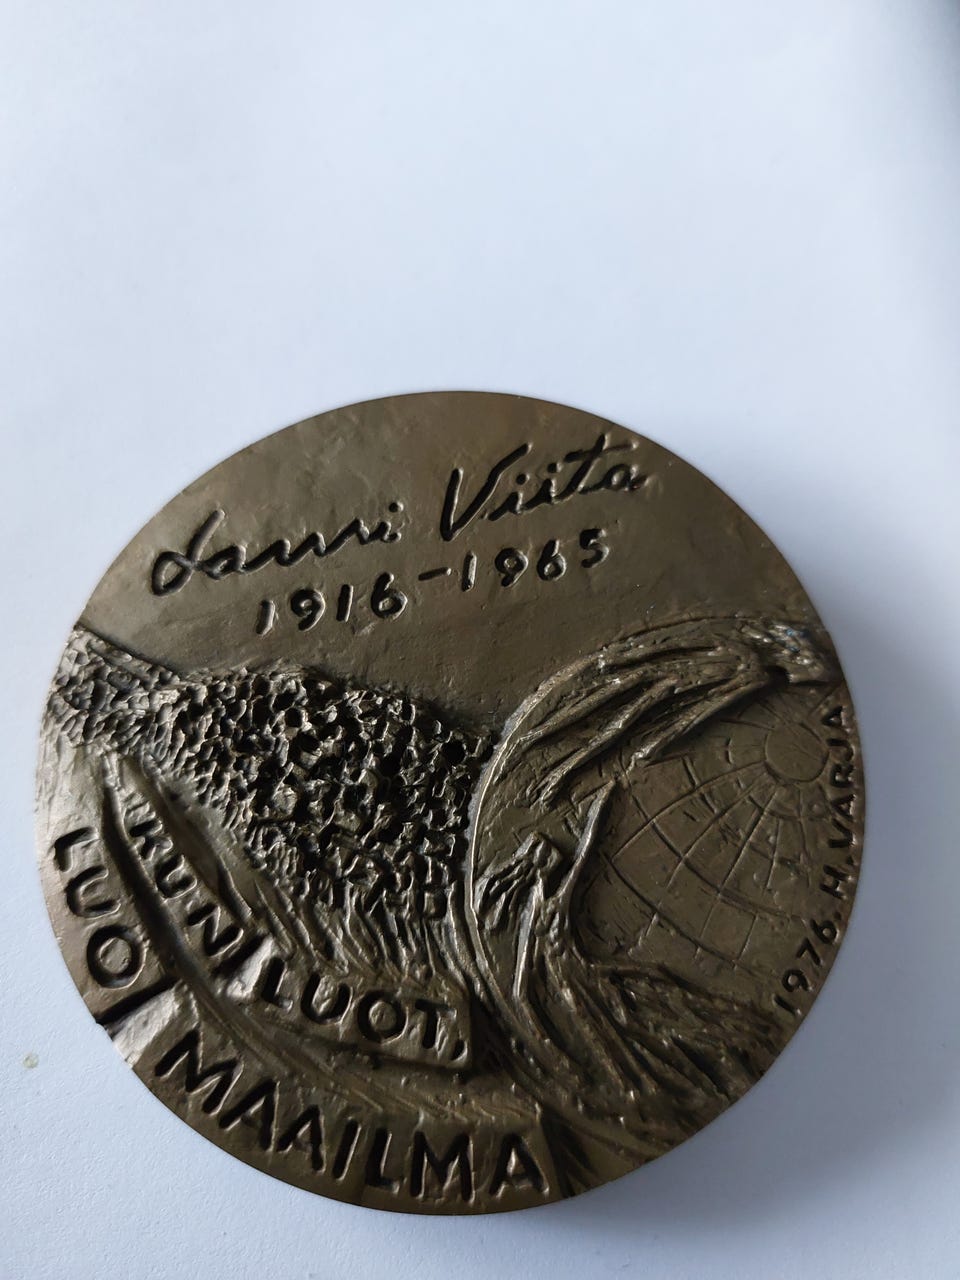 Lauri Viita
1916-1965
KUN LUOT,
LUO MAAILMA
1976. H.VARJA